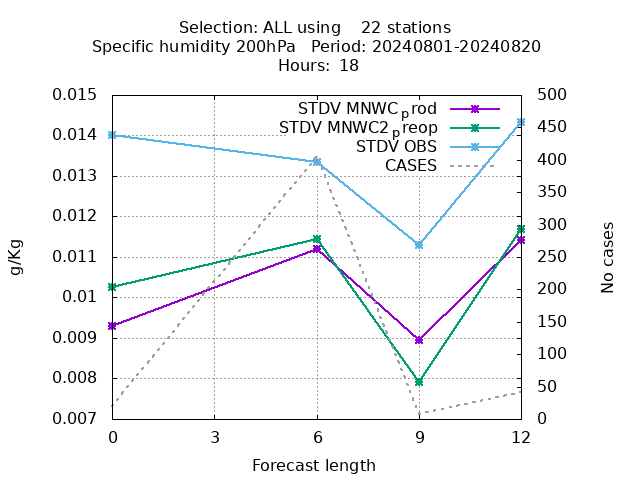 Selection: ALL using    22 stations
Specific humidity 200hPa   Period: 20240801-20240820
Hours: 18
STDV MNWC_prod
STDV MNWC2_preop
STDV OBS
CASES
0.015
0.014
0.013
0.012
0.011
0.01
0.009
0.008
0.007
g/Kg
500
450
400
350
300
250
200
150
100
50
0
No cases
0 3 6 9 12
Forecast length